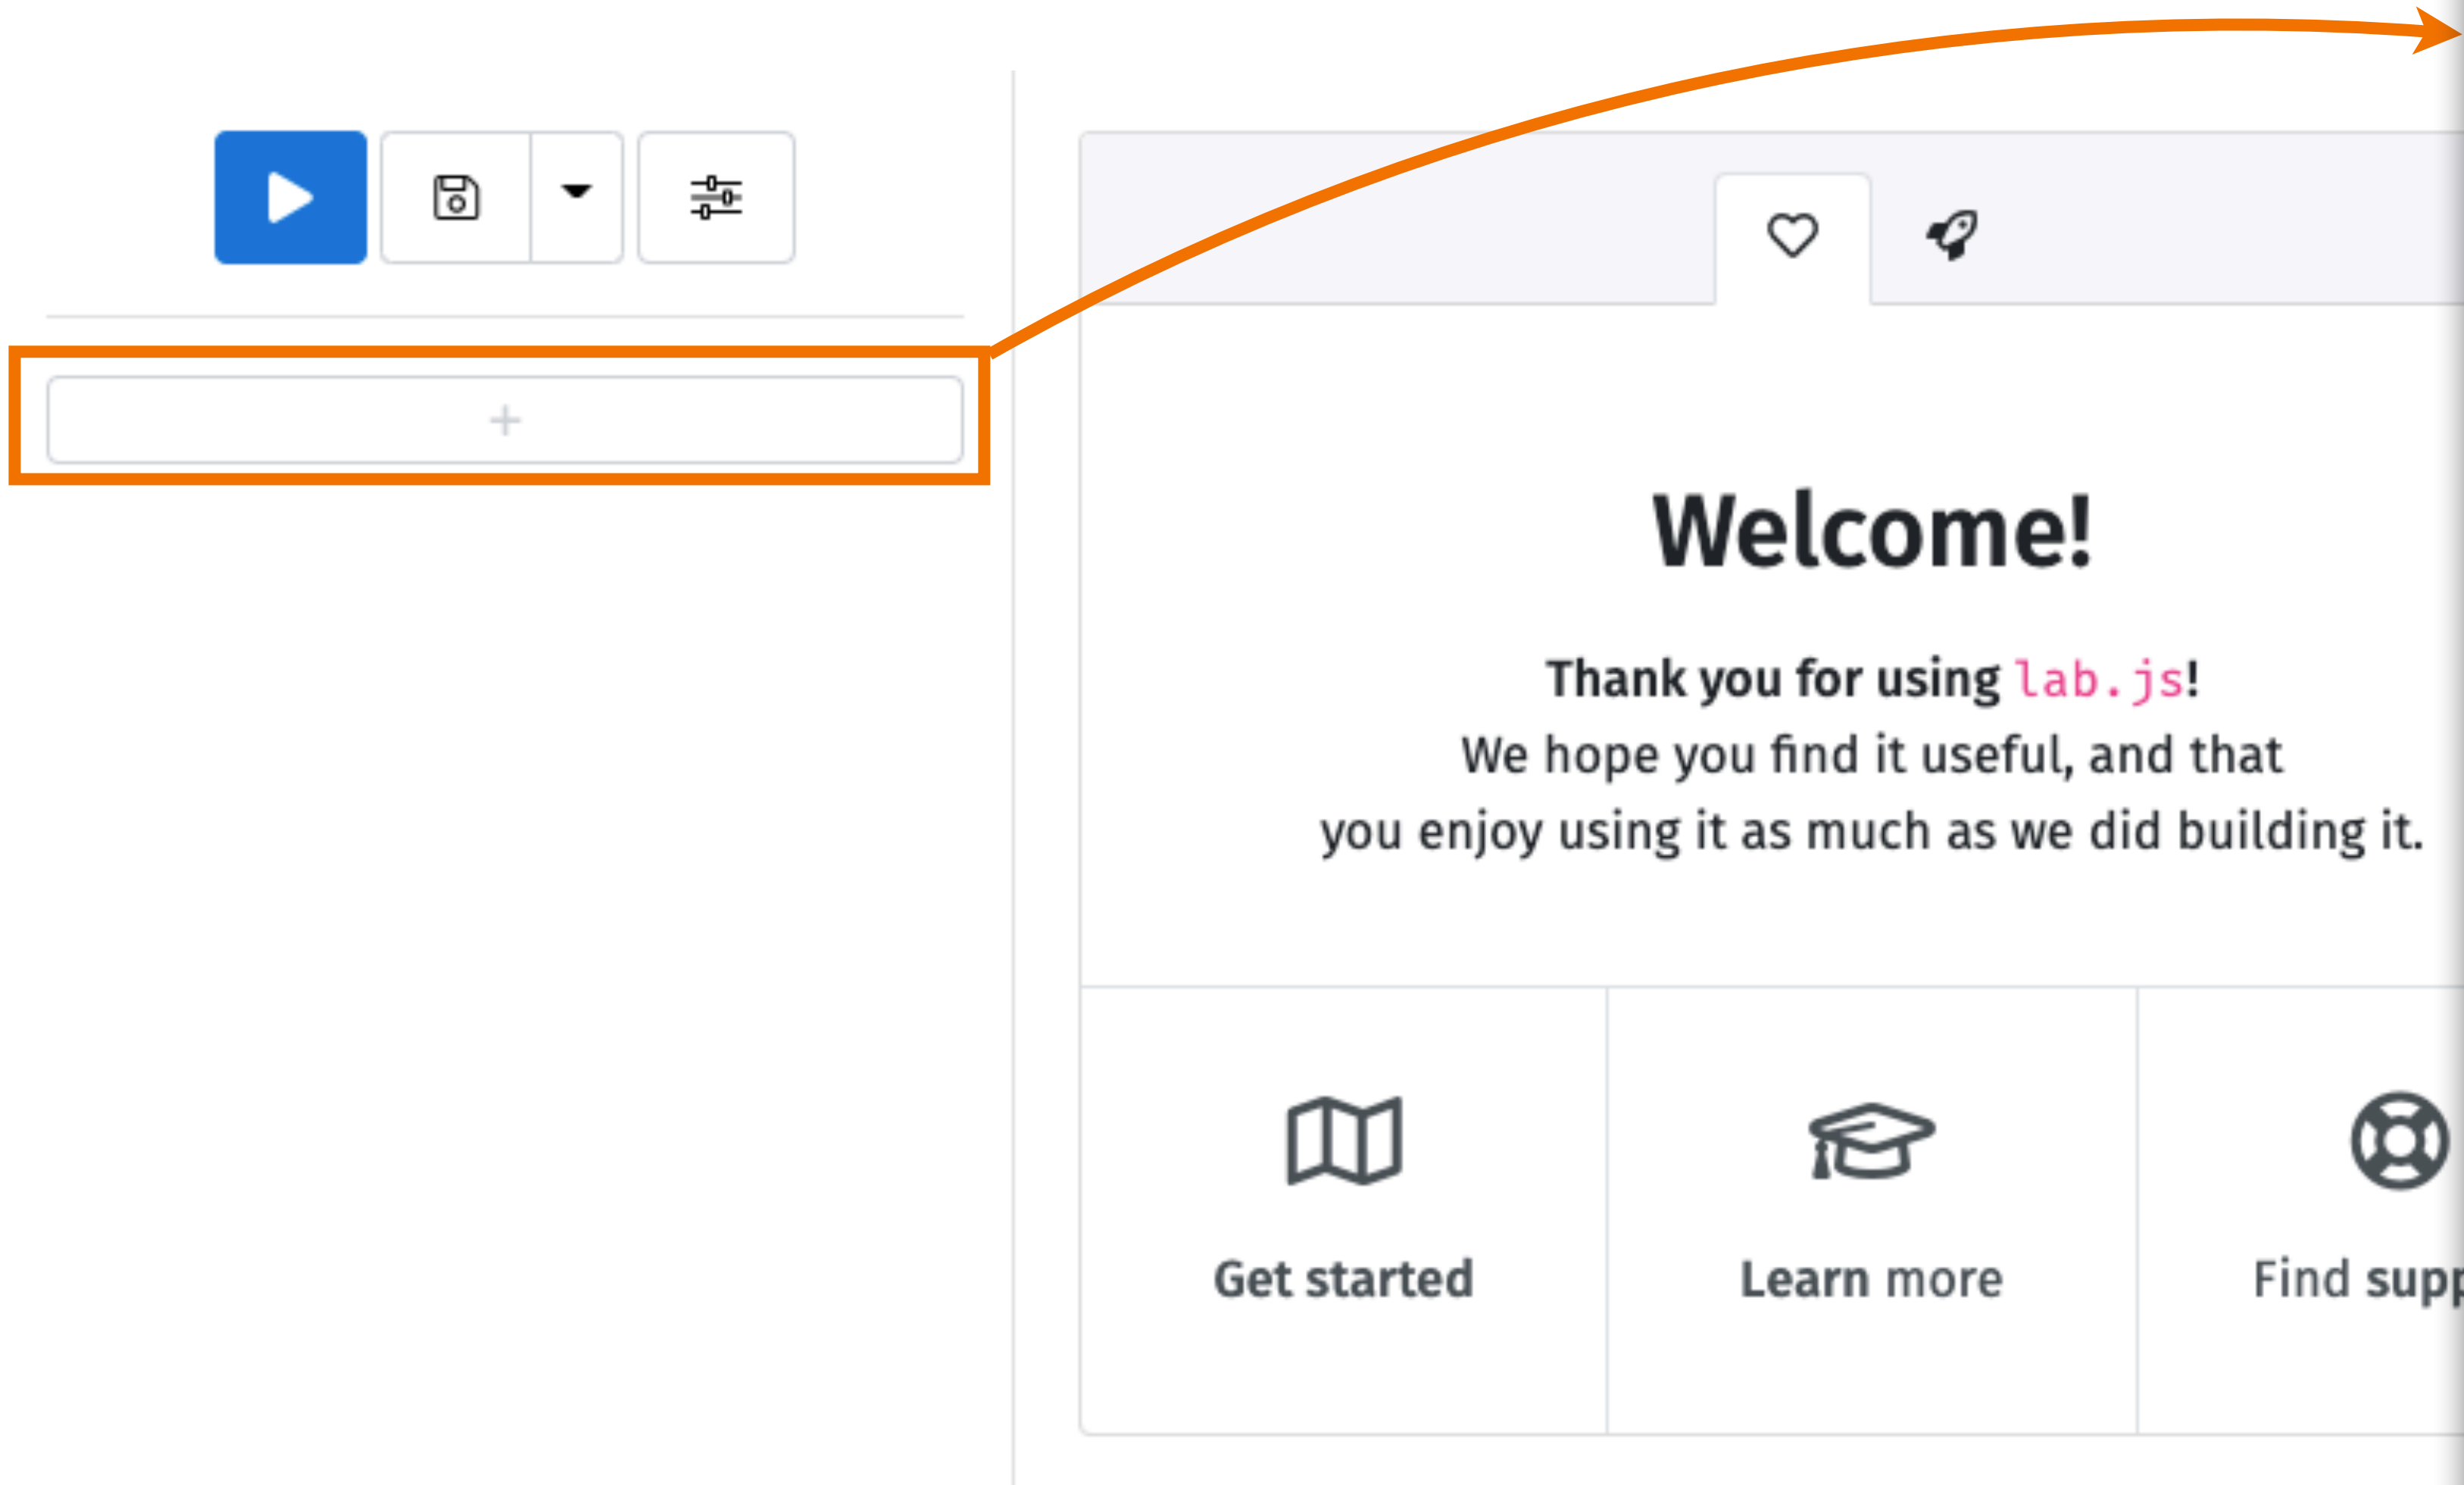 +
Welcome!
Thank you for using lab.js!
We hope you find it useful, and that
you enjoy using it as much as we did building it.
Get started
Learn more
Find